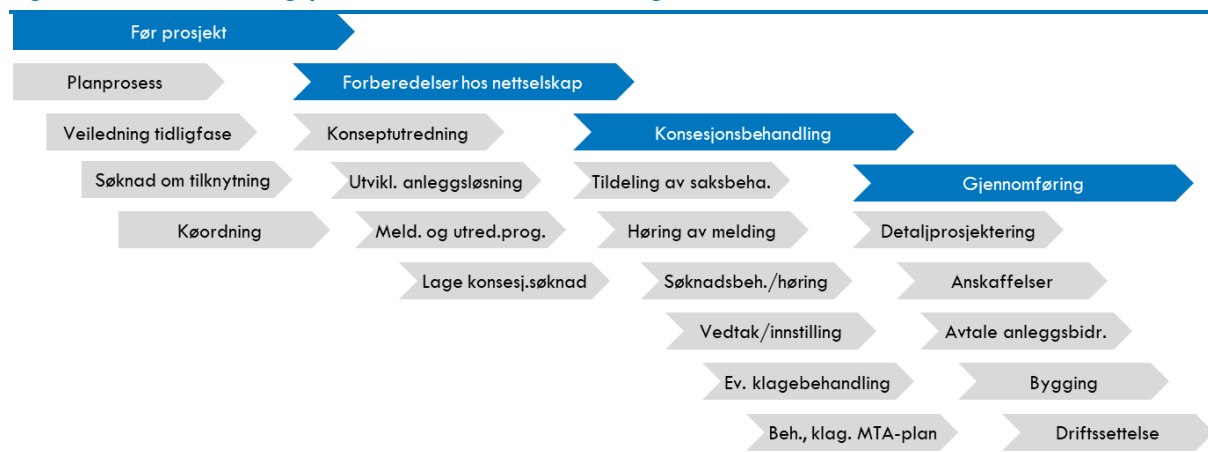 Før prosjekt
Planprosess
Forberedelser hos nettselskap
Veiledning tidligfase
Konseptutredning
Konsesjonsbehandling
Søknad om tilknytning
Utvikl. anleggsløsning
Tildeling av saksbeha.
Gjennomføring
Køordning
Meld. og utred.prog.
Høring av melding
Detaljprosjektering
Lage konsesj.søknad
Søknadsbeh./høring
Anskaffelser
Vedtak/innstilling
Avtale anleggsbidr.
Ev. klagebehandling
Bygging
Beh., klag. MTA-plan
Driftssettelse